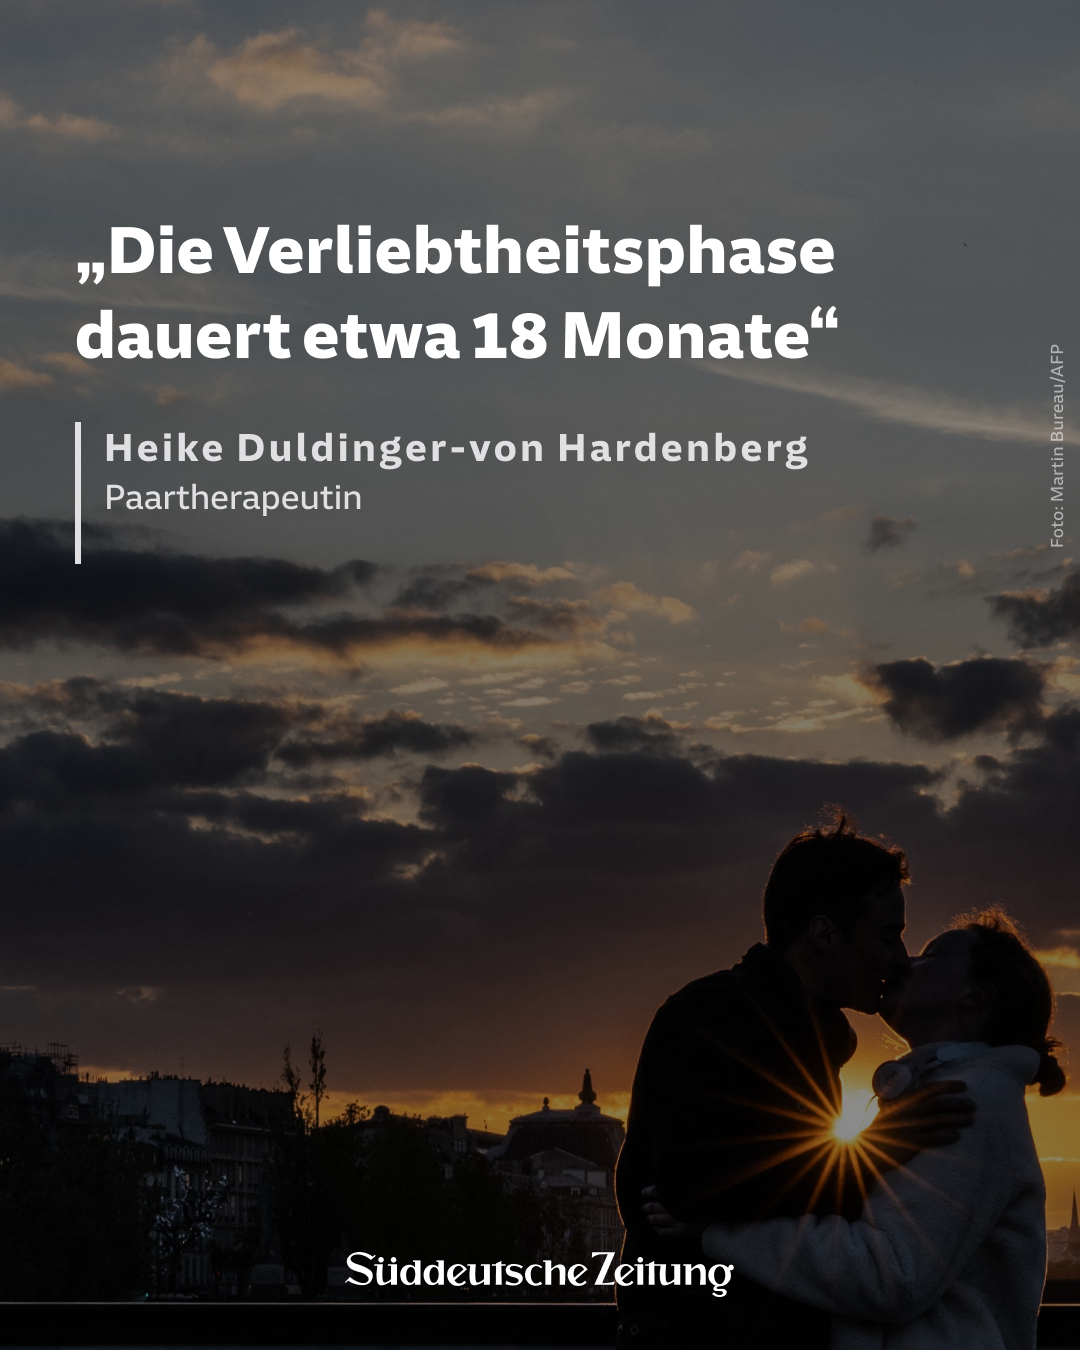 „Die Verliebtheitsphase
dauert etwa 18 Monate“
Heike Duldinger-von Hardenberg
Paartherapeutin
Foto: Martin Bureau/AFP
Süddeutsche Zeitung